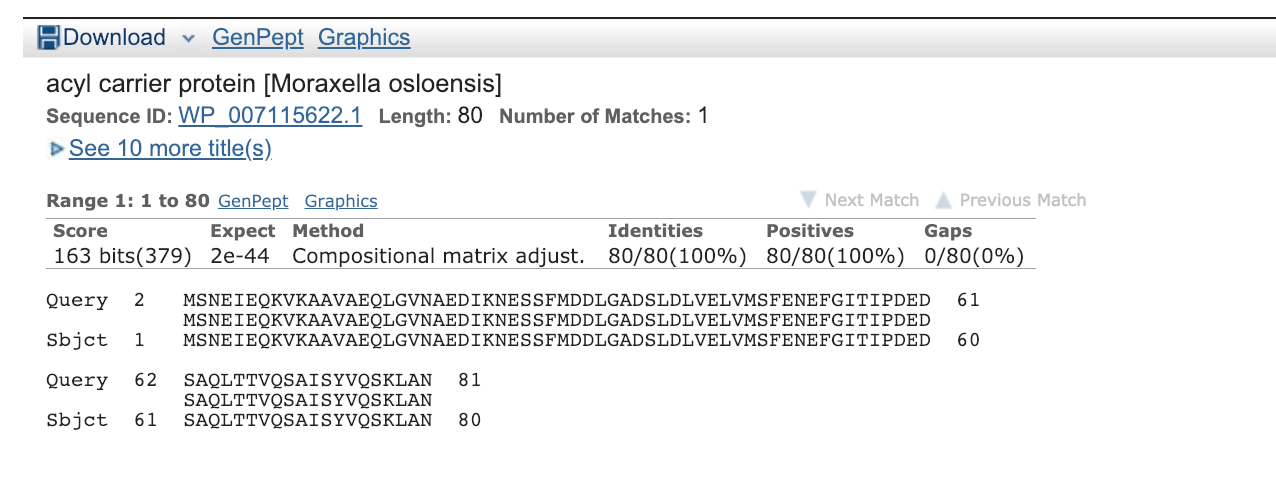 Download GenPept Graphics
acyl carrier protein [Moraxella osloensis]
Sequence ID: WP_007115622.1 Length: 80 Number of Matches: 1
See 10 more title(s)
Range 1: 1 to 80 GenPept Graphics Next Match Previous Match
Score Expect Method Identities Positives Gaps
163 bits(379) 2e-44 Compositional matrix adjust. 80/80(100%) 80/80(100%) 0/80(0%)
Query 2 MSNEIEQKVKAAVAEQLGVNAEDIKNESSFMDDLGADSLDLVELVMSFENEFGITIPDED 61
MSNEIEQKVKAAVAEQLGVNAEDIKNESSFMDDLGADSLDLVELVMSFENEFGITIPDED
Sbjct 1 MSNEIEQKVKAAVAEQLGVNAEDIKNESSFMDDLGADSLDLVELVMSFENEFGITIPDED 60
Query 62 SAQLTTVQSAISYVQSKLAN 81
SAQLTTVQSAISYVQSKLAN
Sbjct 61 SAQLTTVQSAISYVQSKLAN 80